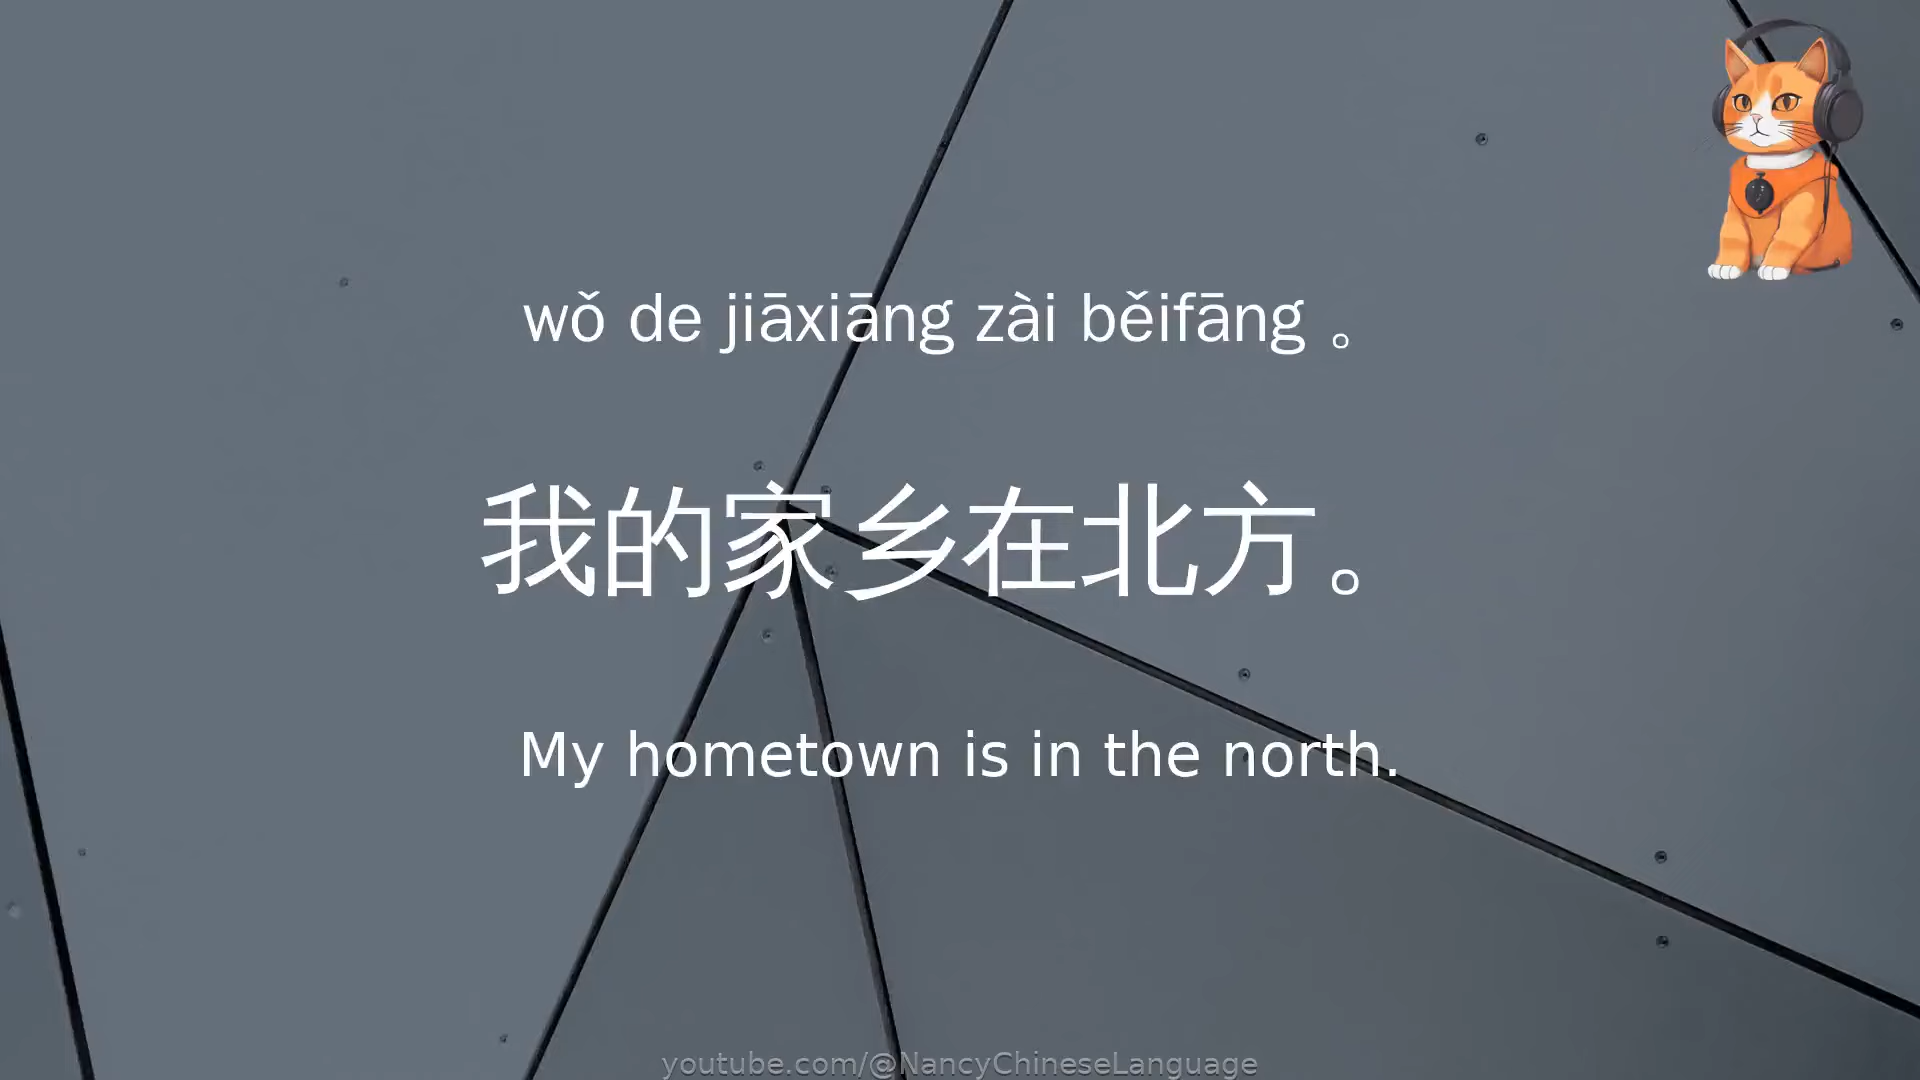 wǒ de jiāxiāng zài běifāng 。
我的家乡在北方。
My hometown is in the north.
youtube.com/@NancyChineseLanguage